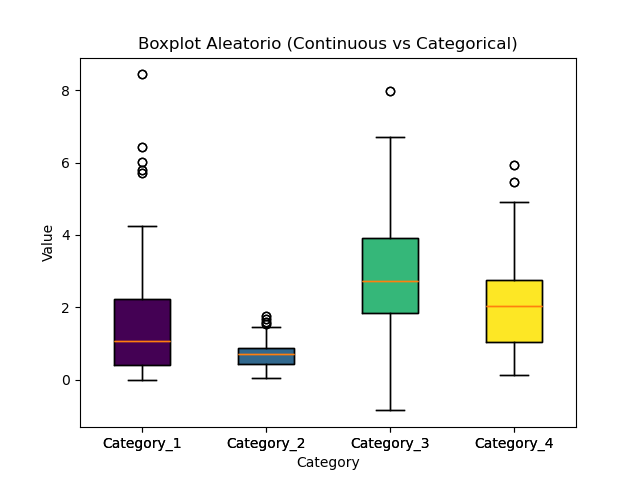 Boxplot Aleatorio (Continuous vs Categorical)
Value
8
6
4
2
0
Category_1 Category_2 Category_3 Category_4
Category